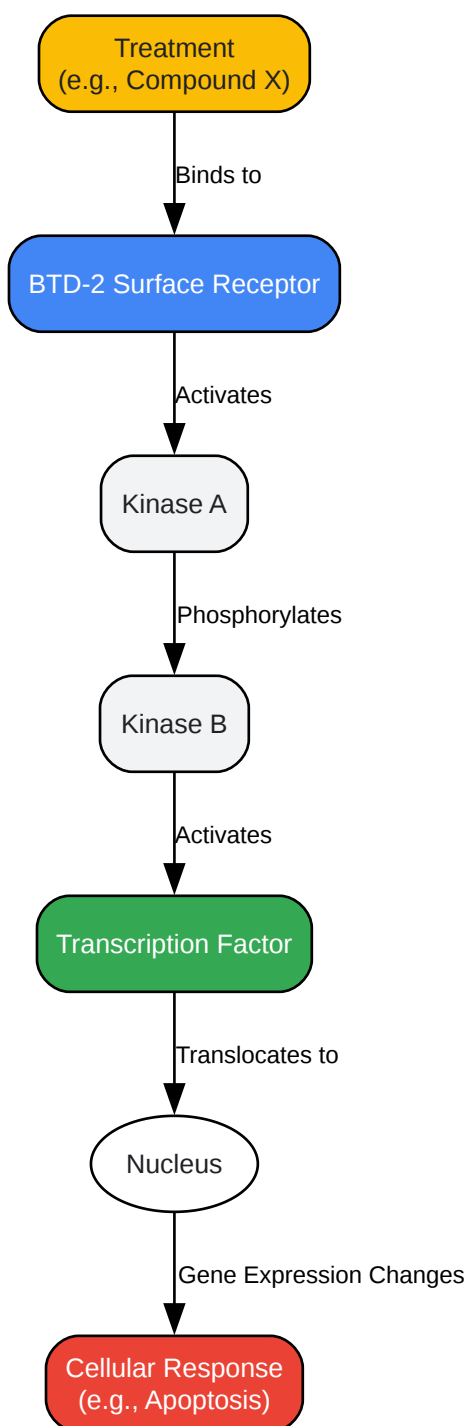 Treatment
(e.g., Compound X)
Binds to
BTD-2 Surface Receptor
Activates
Kinase A
Phosphorylates
Kinase B
Activates
Transcription Factor
Translocates to
Nucleus
Gene Expression Changes
Cellular Response
(e.g., Apoptosis)